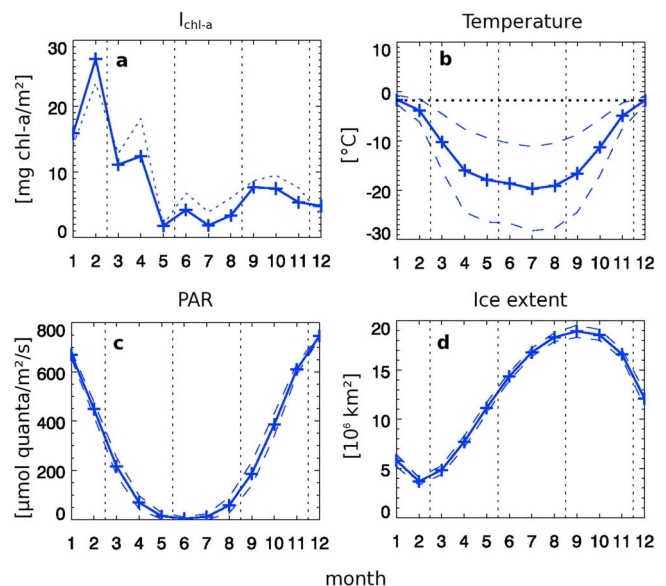 I chl-a
Temperature
a
b
[mg chl-a/m²]
30
20
10
0
[°C]
10
0
-10
-20
-30
1 2 3 4 5 6 7 8 9 10 11 12
1 2 3 4 5 6 7 8 9 10 11 12
PAR
Ice extent
c
d
[µmol quanta/m²/s]
800
600
400
200
0
[10⁶ km²]
20
15
10
5
0
1 2 3 4 5 6 7 8 9 10 11 12
1 2 3 4 5 6 7 8 9 10 11 12
month